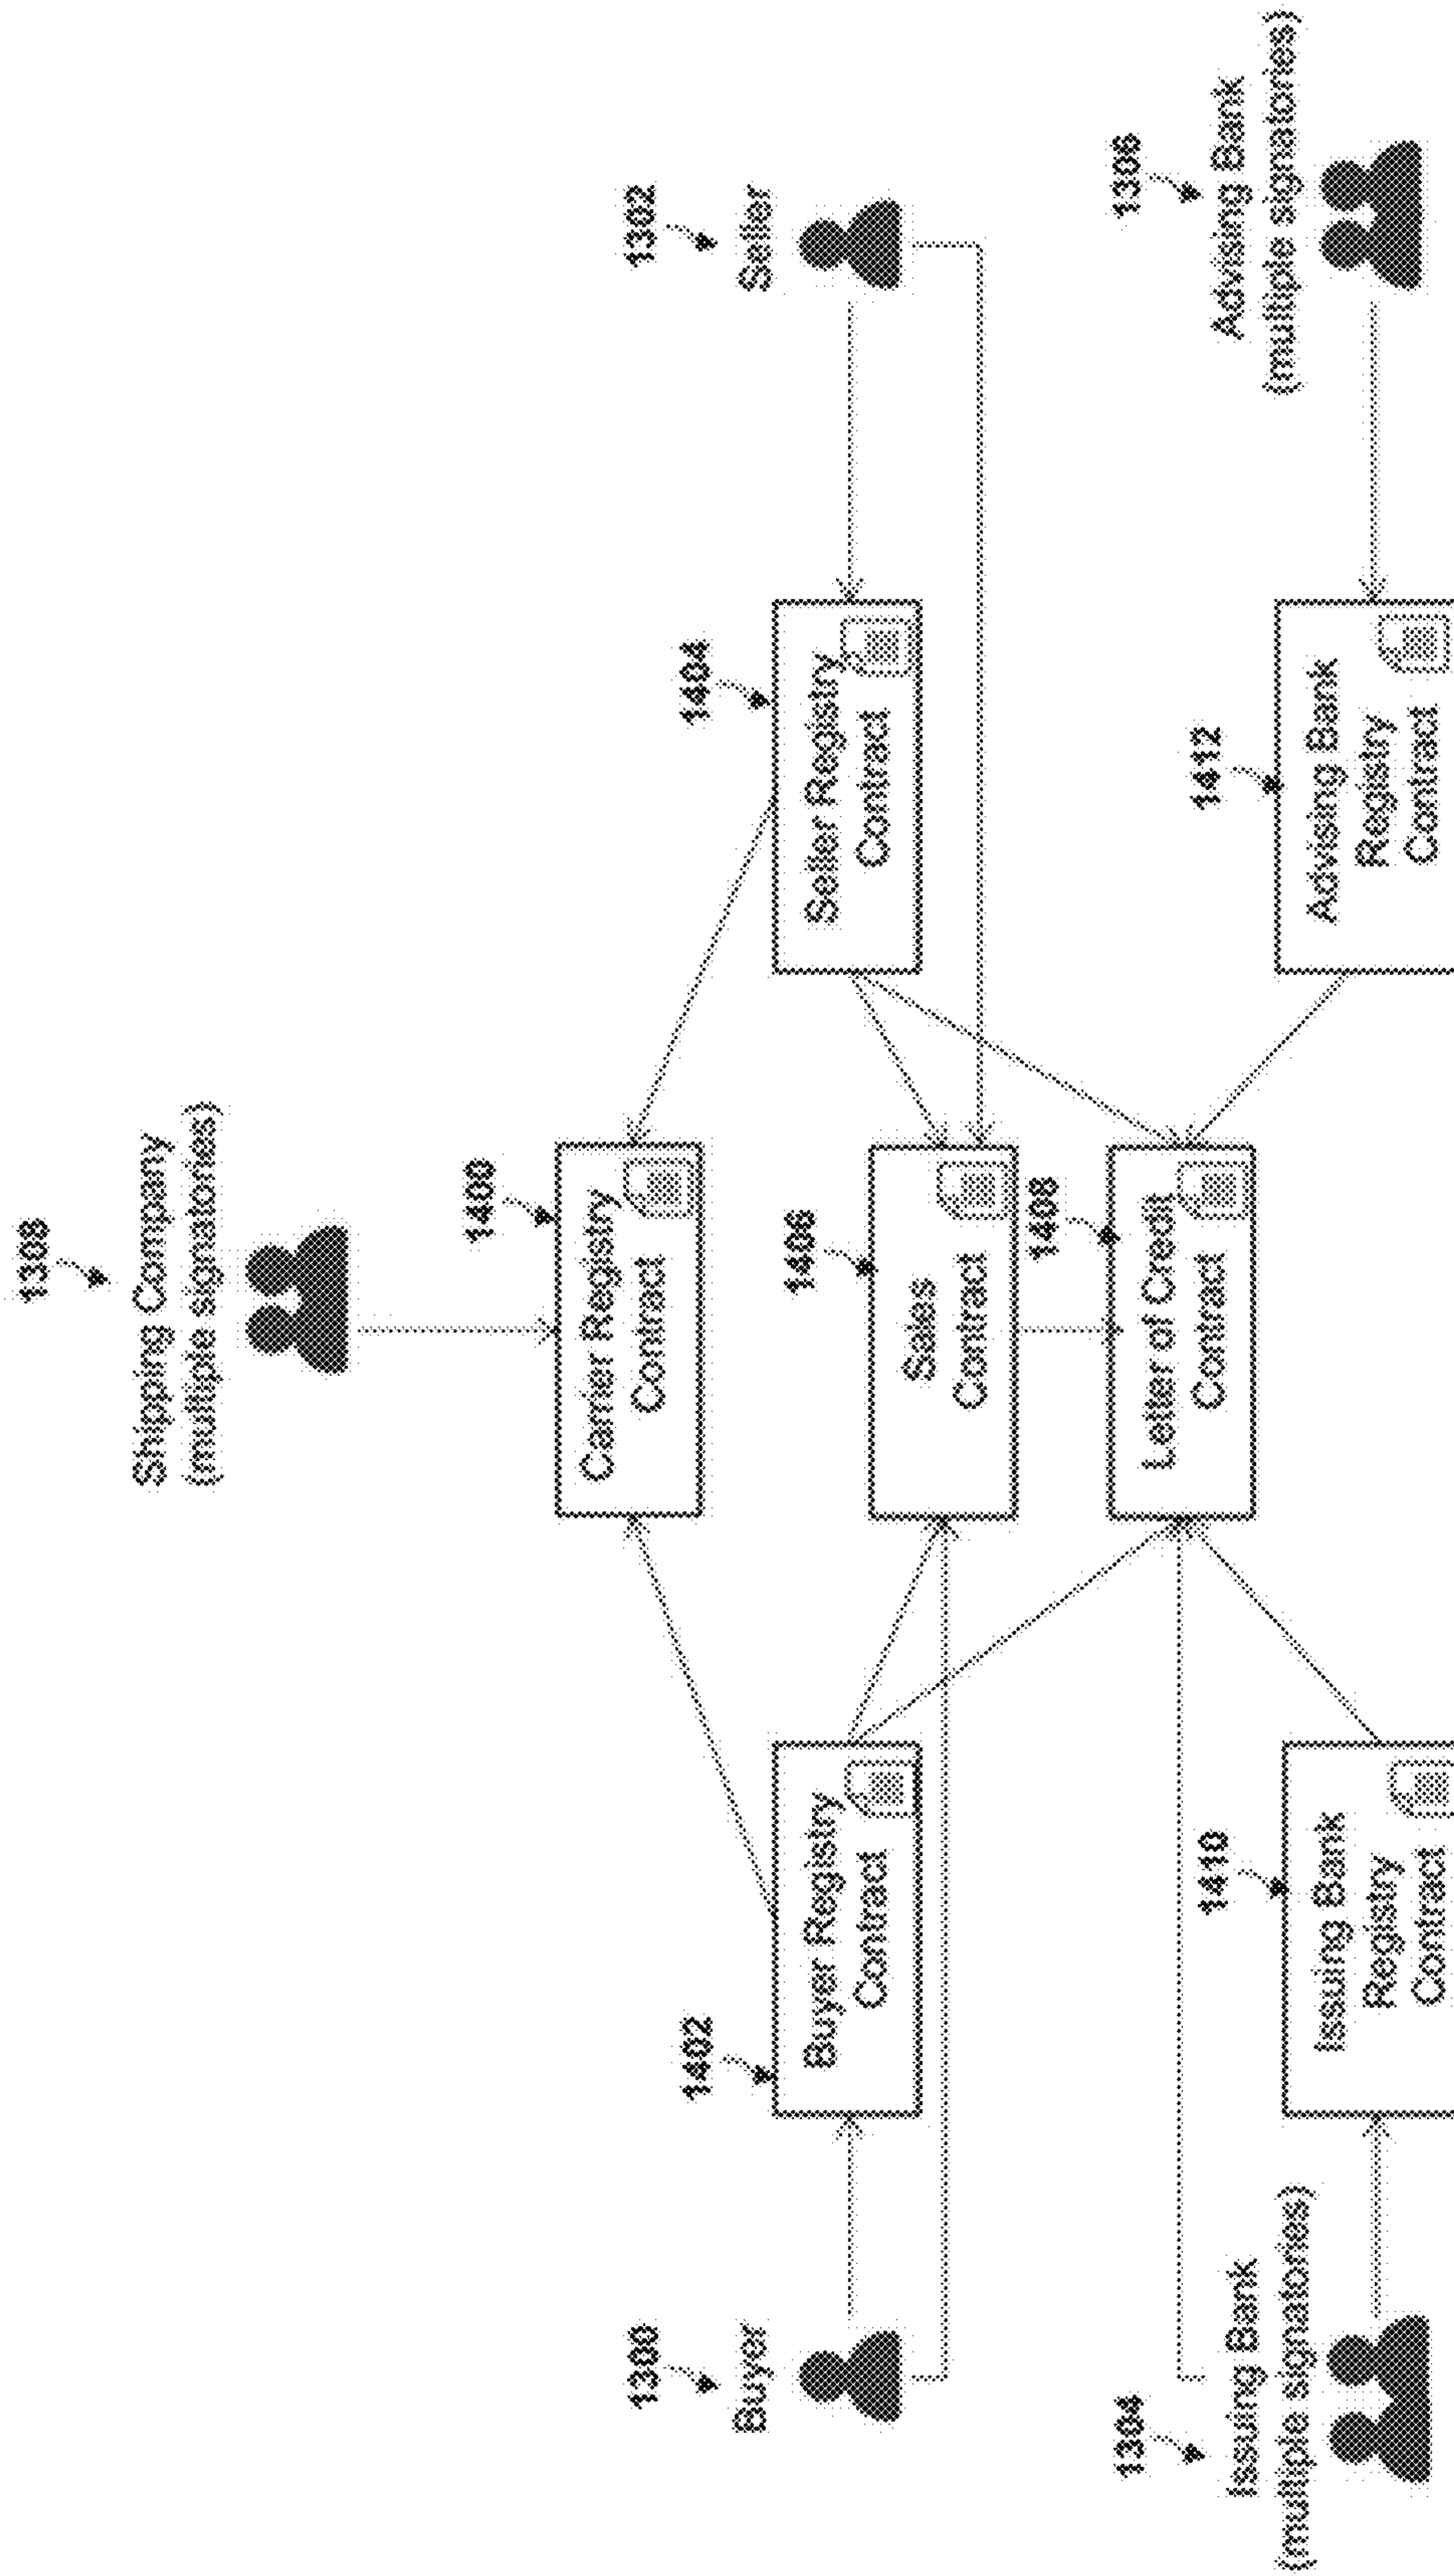 1308
Shipping Company
(multiple signatories)
1400
Carrier Registry
Contract
1300
Buyer
1402
Buyer Registry
Contract
1406
Sales
Contract
1404
Seller Registry
Contract
1302
Seller
1408
Letter of Credit
Contract
1304
Issuing Bank
(multiple signatories)
1410
Issuing Bank
Registry
Contract
1412
Advising Bank
Registry
Contract
1306
Advising Bank
(multiple signatories)